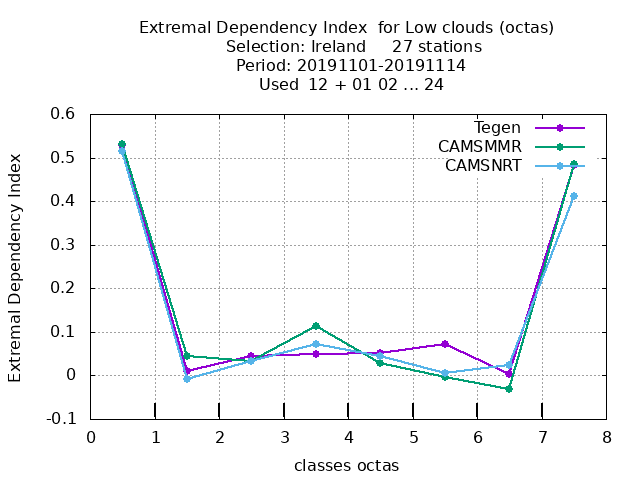 Extremal Dependency Index  for Low clouds (octas)
Selection: Ireland     27 stations
Period: 20191101-20191114
Used  12 + 01 02 ... 24
Tegen
CAMSMMR
CAMSNRT
Extremal Dependency Index
0.6
0.5
0.4
0.3
0.2
0.1
0
-0.1
0 1 2 3 4 5 6 7 8
classes octas